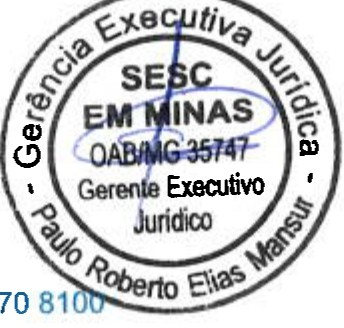 - Gerência Executiva Jurídica -
SESC
EM MINAS
OAB/MG 35747
Gerente Executivo
Jurídico
Paulo Roberto Elias Mansur
70 8100